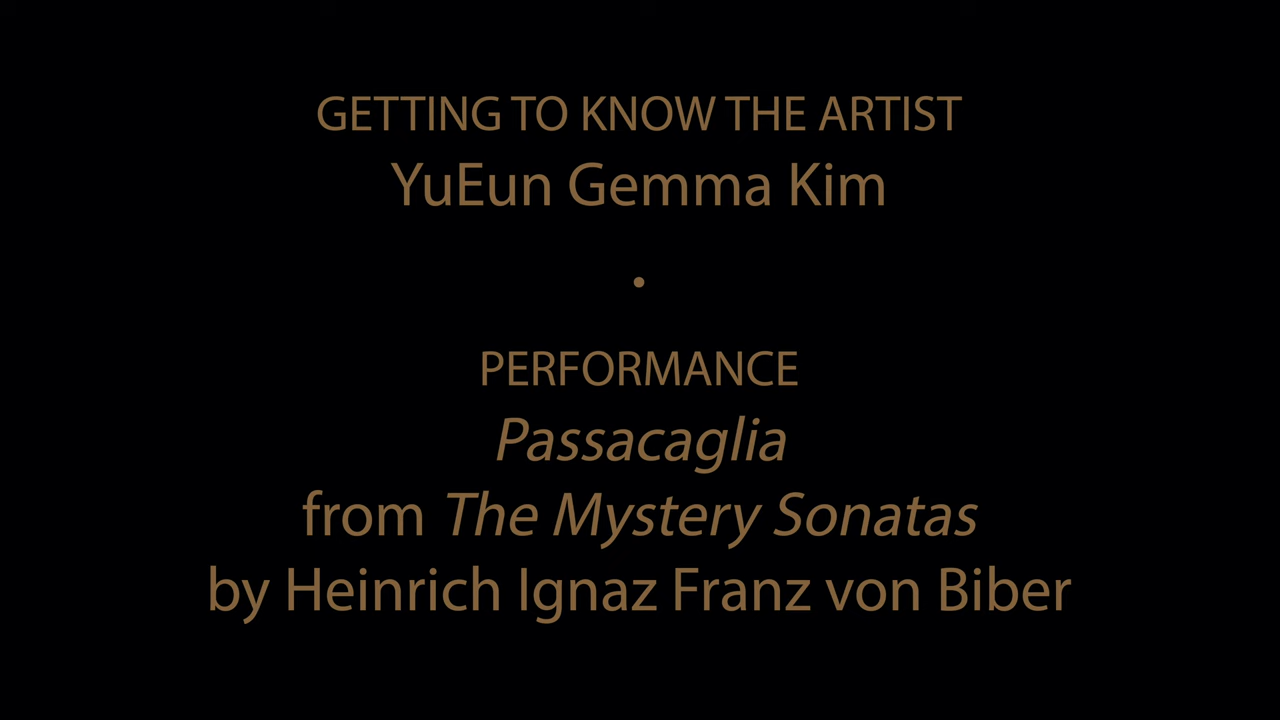 GETTING TO KNOW THE ARTIST
YuEun Gemma Kim
•
PERFORMANCE
Passacaglia
from The Mystery Sonatas
by Heinrich Ignaz Franz von Biber